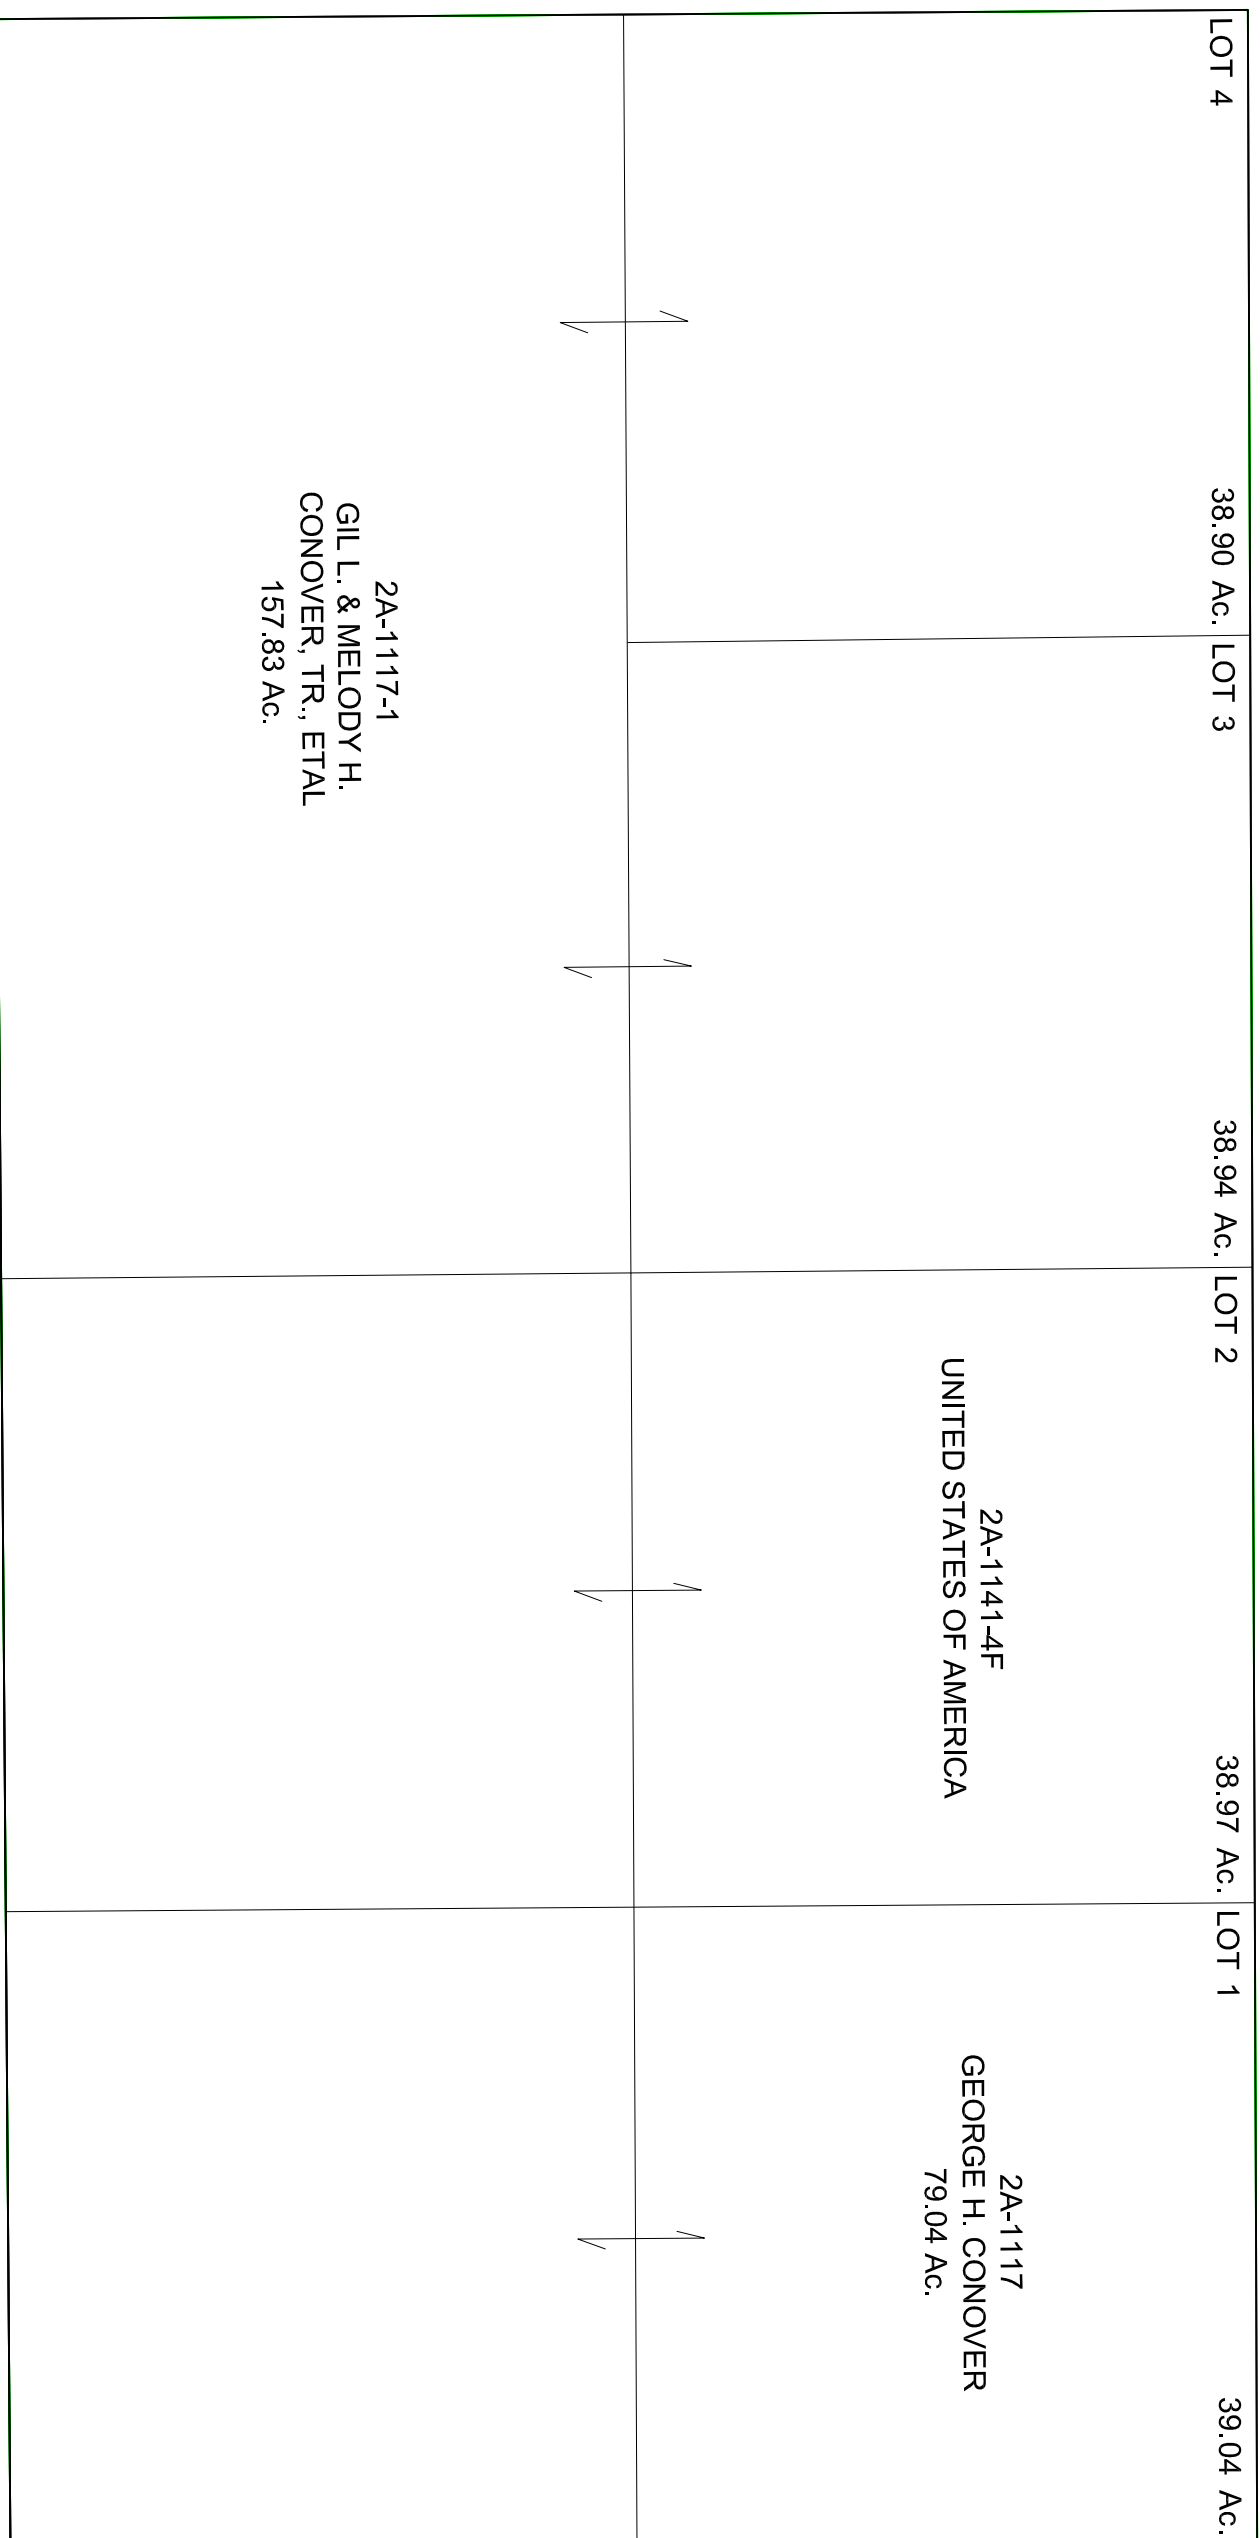 LOT 4
38.90 Ac.
LOT 3
38.94 Ac.
LOT 2
38.97 Ac.
LOT 1
39.04 Ac.
2A-1117-1
GIL L. & MELODY H.
CONOVER, TR., ETAL
157.83 Ac.
2A-1141-4F
UNITED STATES OF AMERICA
2A-1117
GEORGE H. CONOVER
79.04 Ac.